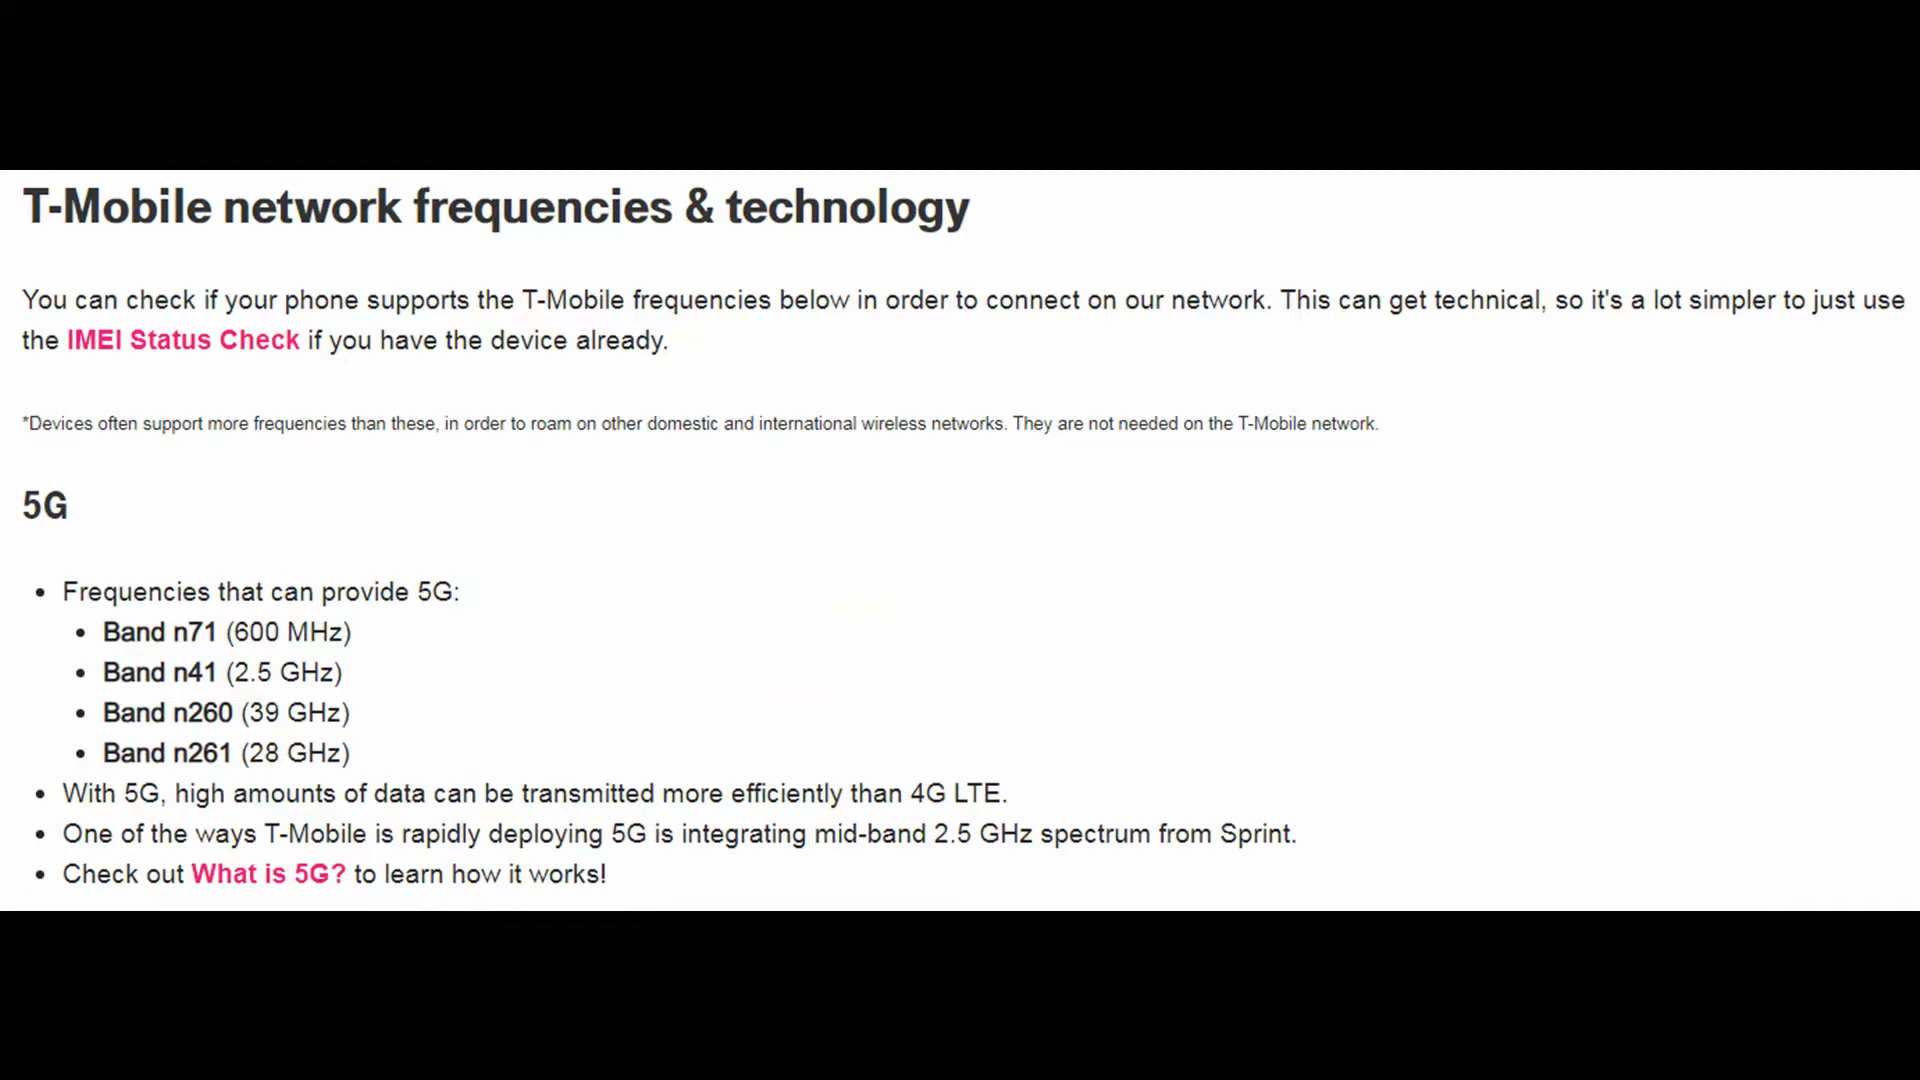 T-Mobile network frequencies & technology
You can check if your phone supports the T-Mobile frequencies below in order to connect on our network. This can get technical, so it's a lot simpler to just use
the IMEI Status Check if you have the device already.
*Devices often support more frequencies than these, in order to roam on other domestic and international wireless networks. They are not needed on the T-Mobile network.
5G
• Frequencies that can provide 5G:
• Band n71 (600 MHz)
• Band n41 (2.5 GHz)
• Band n260 (39 GHz)
• Band n261 (28 GHz)
• With 5G, high amounts of data can be transmitted more efficiently than 4G LTE.
• One of the ways T-Mobile is rapidly deploying 5G is integrating mid-band 2.5 GHz spectrum from Sprint.
• Check out What is 5G? to learn how it works!